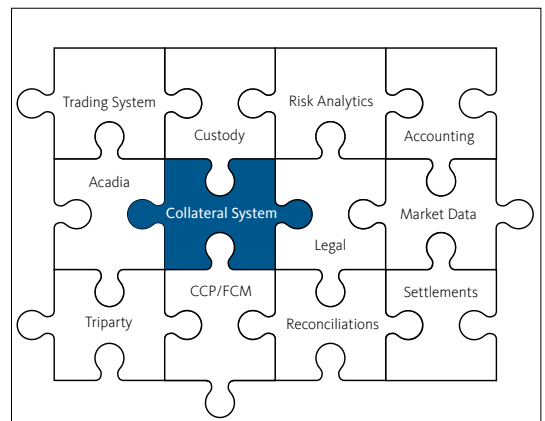 Trading System
Custody
Risk Analytics
Accounting
Acadia
Collateral System
Legal
Market Data
Triparty
CCP/FCM
Reconciliations
Settlements